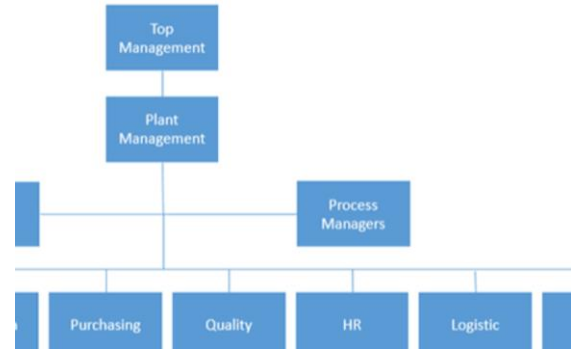 Top
Management
Plant
Management
Process
Managers
Purchasing
Quality
HR
Logistic